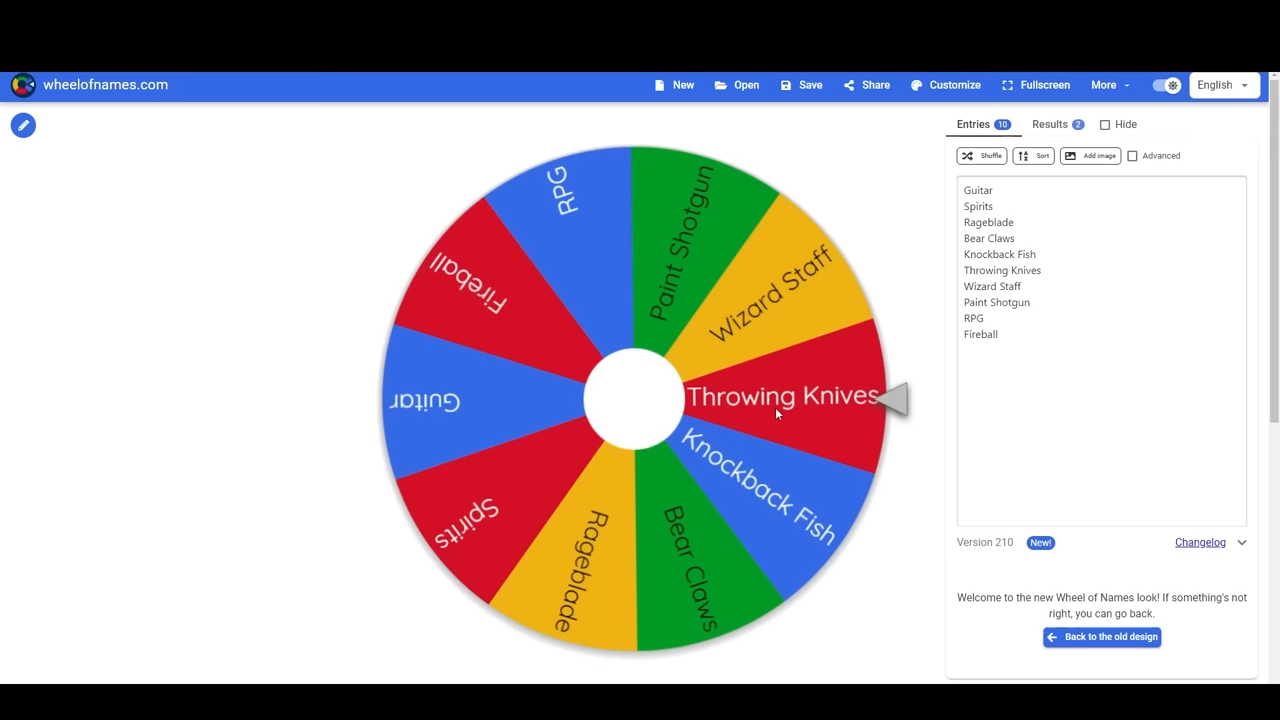 wheelofnames.com
New
Open
Save
Share
Customize
Fullscreen
More
English
Entries 10
Results 2
Hide
Shuffle
Sort
Add image
Advanced
Guitar
Spirits
Rageblade
Bear Claws
Knockback Fish
Throwing Knives
Wizard Staff
Paint Shotgun
RPG
Fireball
RPG
Paint Shotgun
Wizard Staff
Throwing Knives
Knockback Fish
Bear Claws
Rageblade
Spirits
Guitar
Fireball
Version 210
New!
Changelog
Welcome to the new Wheel of Names look! If something's not
right, you can go back.
Back to the old design